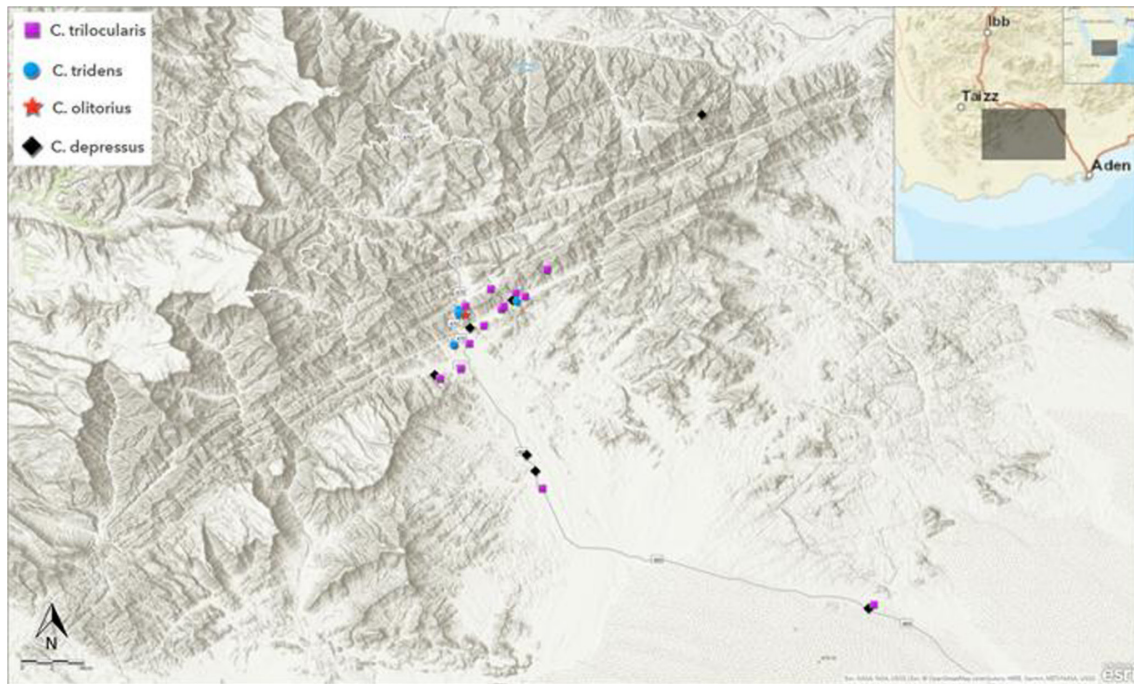 C. trilocularis
C. tridens
C. olitorius
C. depressus
Ibb
Taizz
Aden
N
esri